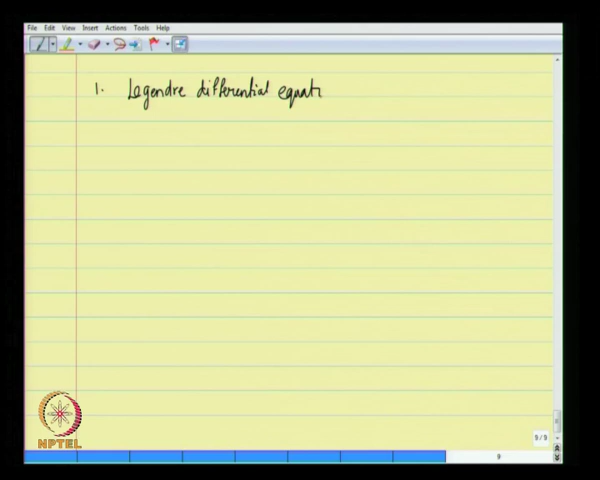 File Edit View Insert Actions Tools Help
1. Legendre differential equati
NPTEL
9/9
9